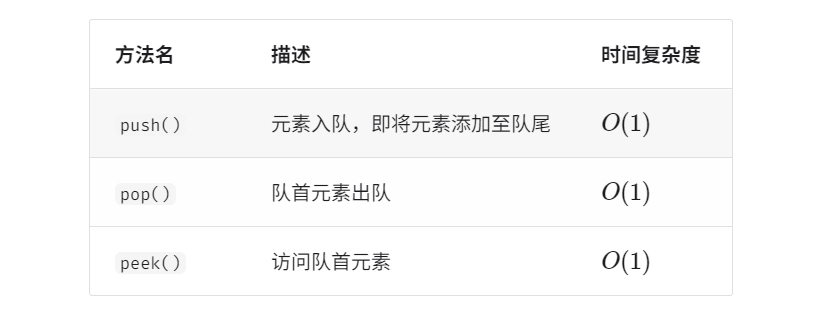 方法名 描述 时间复杂度
push() 元素入队，即将元素添加至队尾 O(1)
pop() 队首元素出队 O(1)
peek() 访问队首元素 O(1)